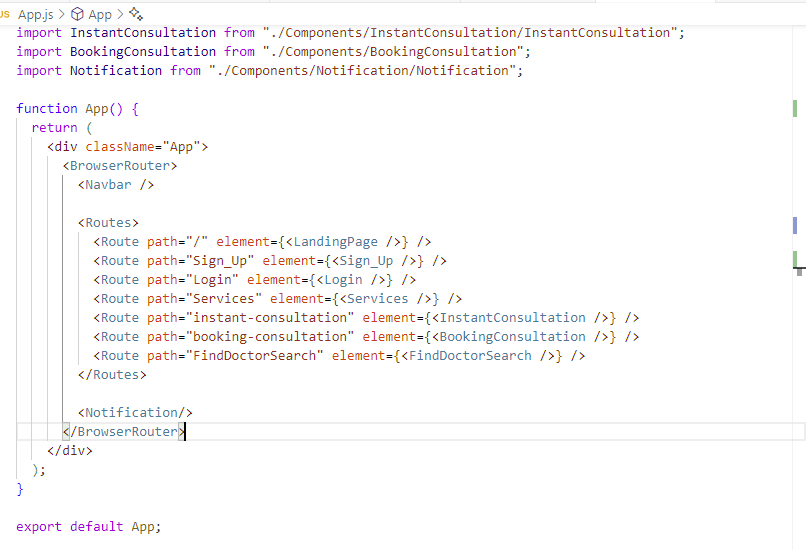 JS App.js > App >
import InstantConsultation from "./Components/InstantConsultation/InstantConsultation";
import BookingConsultation from "./Components/BookingConsultation";
import Notification from "./Components/Notification/Notification";
function App() {
return (
<div className="App">
<BrowserRouter>
<Navbar />
<Routes>
<Route path="/" element={<LandingPage />} />
<Route path="Sign_Up" element={<Sign_Up />} />
<Route path="Login" element={<Login />} />
<Route path="Services" element={<Services />} />
<Route path="instant-consultation" element={<InstantConsultation />} />
<Route path="booking-consultation" element={<BookingConsultation />} />
<Route path="FindDoctorSearch" element={<FindDoctorSearch />} />
</Routes>
<Notification/>
</BrowserRouter>
</div>
);
}
export default App;